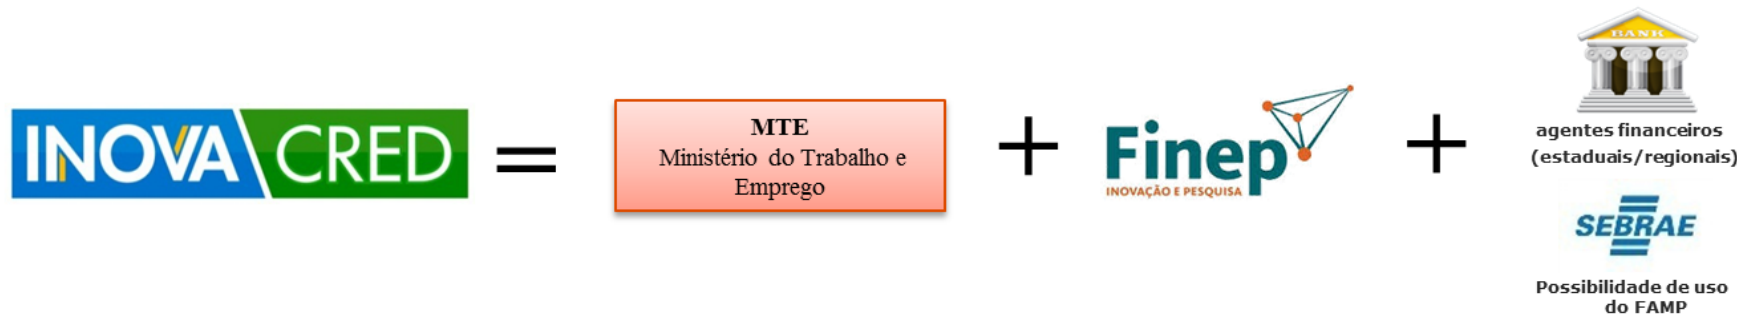 INOVACRED
=
MTE
Ministério do Trabalho e
Emprego
+
Finep
INOVAÇÃO E PESQUISA
+
BANK
agentes financeiros
(estaduais/regionais)
SEBRAE
Possibilidade de uso
do FAMP